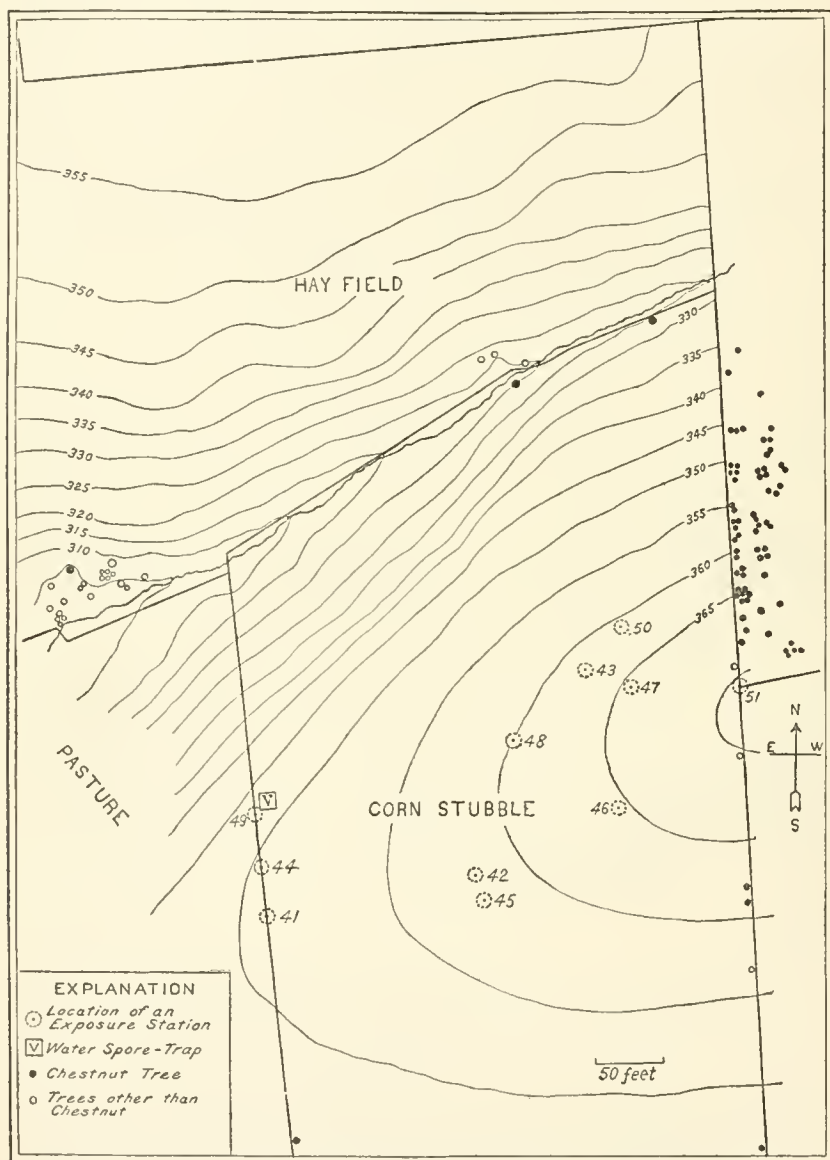 355
HAY FIELD
350
345
340
335
330
325
320
315
310
330
335
340
345
350
355
360
365
50
43
47
51
48
N
E W
S
PASTURE
CORN STUBBLE
49
V
46
44
42
45
41
EXPLANATION
Location of an
Exposure Station
V Water Spore-Trap
Chestnut Tree
Trees other than
Chestnut
50 feet